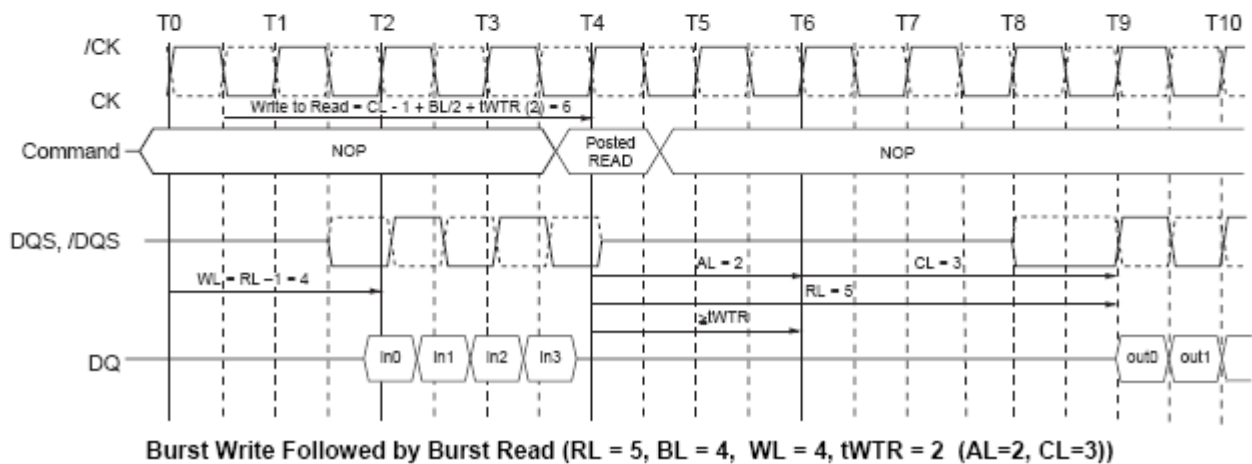 T0 T1 T2 T3 T4 T5 T6 T7 T8 T9 T10
/CK
CK
Write to Read = CL - 1 + BL/2 + tWTR (2) = 6
Command
NOP
Posted
READ
NOP
DQS, /DQS
AL = 2
CL = 3
WL = RL –1 = 4
RL = 5
≥tWTR
DQ
In0 In1 In2 In3
out0 out1
Burst Write Followed by Burst Read (RL = 5, BL = 4, WL = 4, tWTR = 2 (AL=2, CL=3))